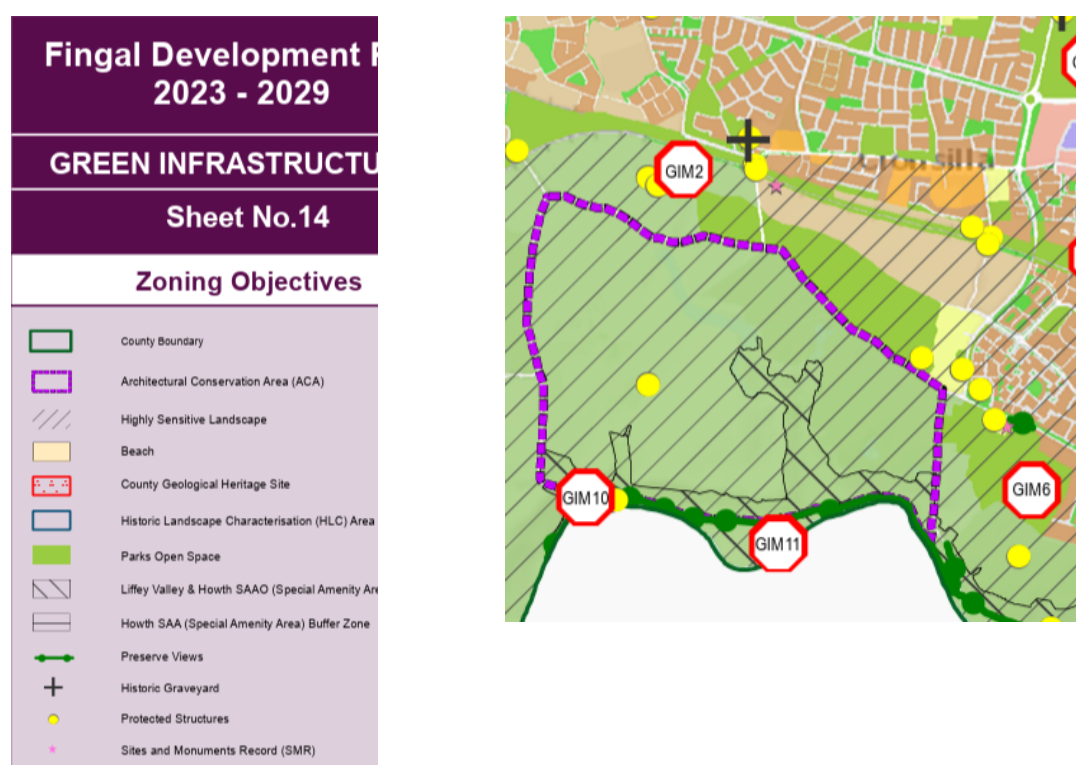 Fingal Development P
2023 - 2029
GREEN INFRASTRUCTU
Sheet No.14
Zoning Objectives
County Boundary
Architectural Conservation Area (ACA)
Highly Sensitive Landscape
Beach
County Geological Heritage Site
Historic Landscape Characterisation (HLC) Area
Parks Open Space
Liffey Valley & Howth SAAO (Special Amenity Are
Howth SAA (Special Amenity Area) Buffer Zone
Preserve Views
Historic Graveyard
Protected Structures
Sites and Monuments Record (SMR)
GIM2
GIM10
GIM11
GIM6